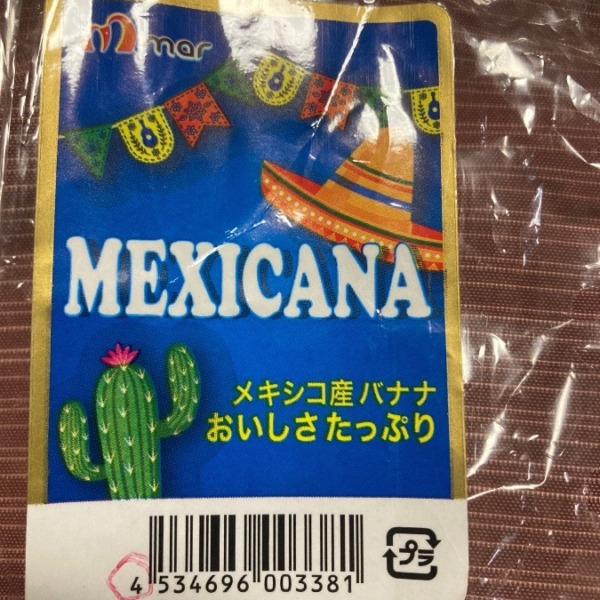 mmar
MEXICANA
メキシコ産バナナ
おいしさたっぷり
4 534696 003381
プラ